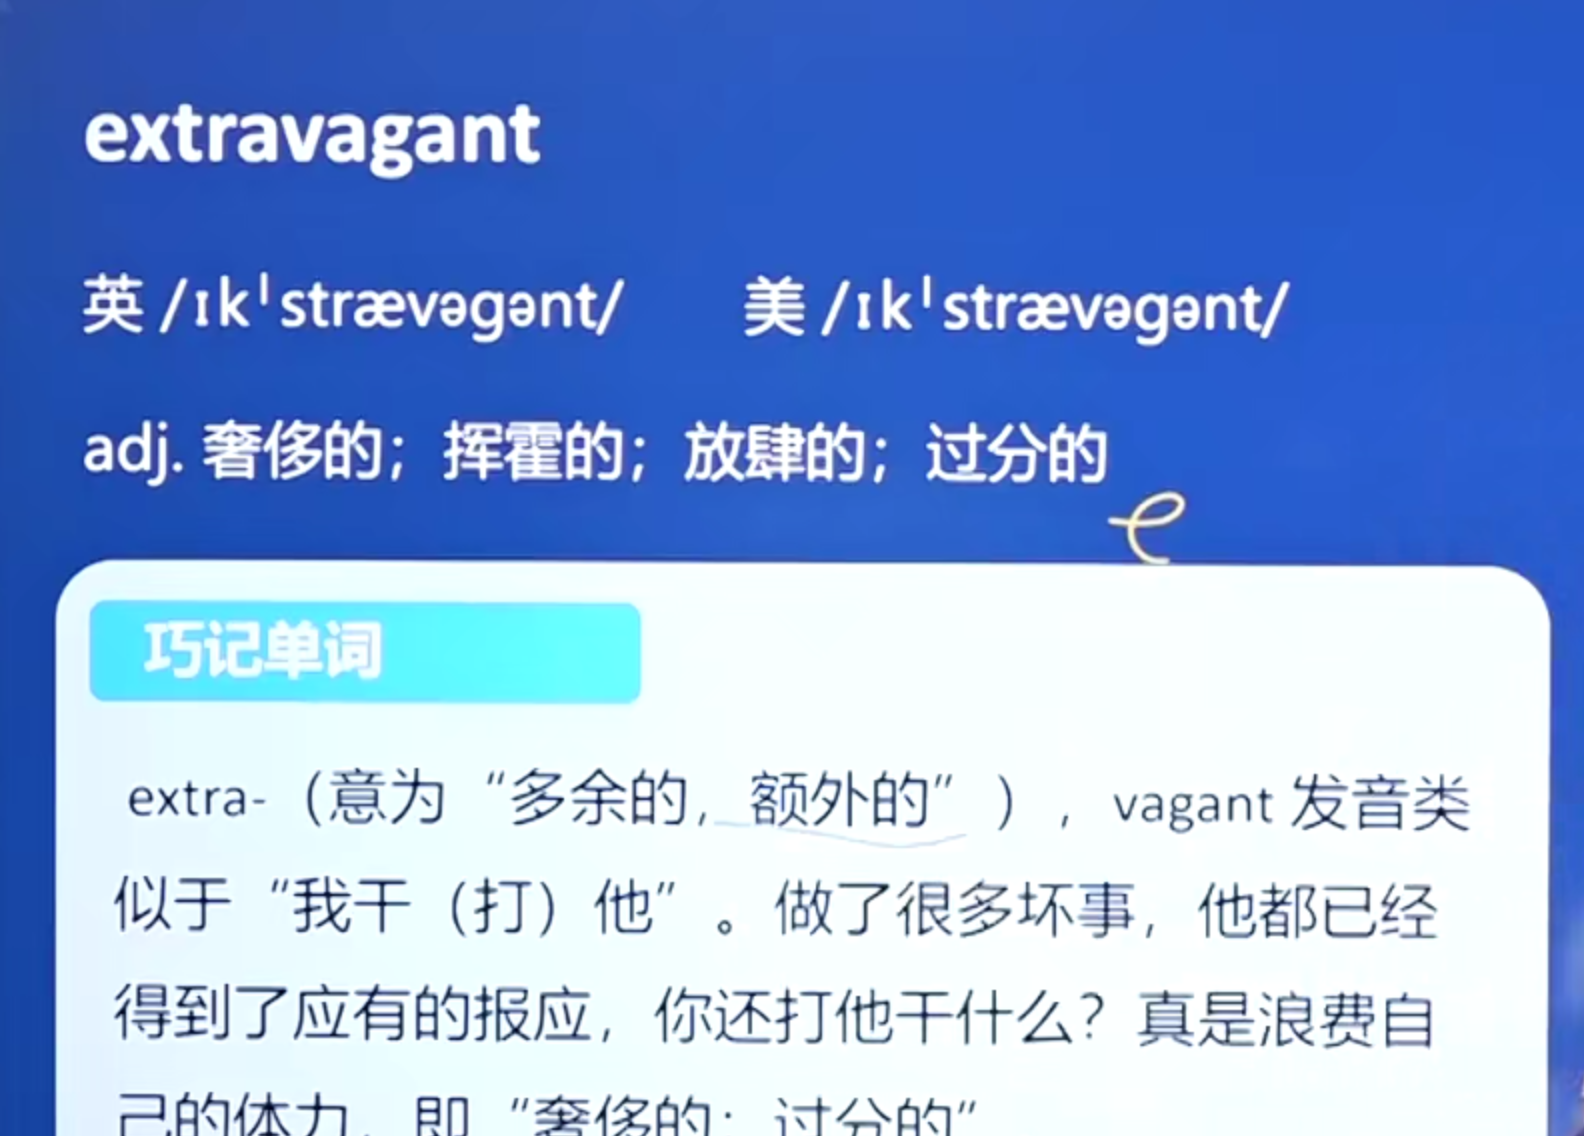 extravagant
英 /ɪkˈstrævəgənt/ 美 /ɪkˈstrævəgənt/
adj. 奢侈的；挥霍的；放肆的；过分的
巧记单词
extra-（意为“多余的，额外的”），vagant 发音类
似于“我干（打）他”。做了很多坏事，他都已经
得到了应有的报应，你还打他干什么？真是浪费自
己的体力，即“奢侈的；过分的”